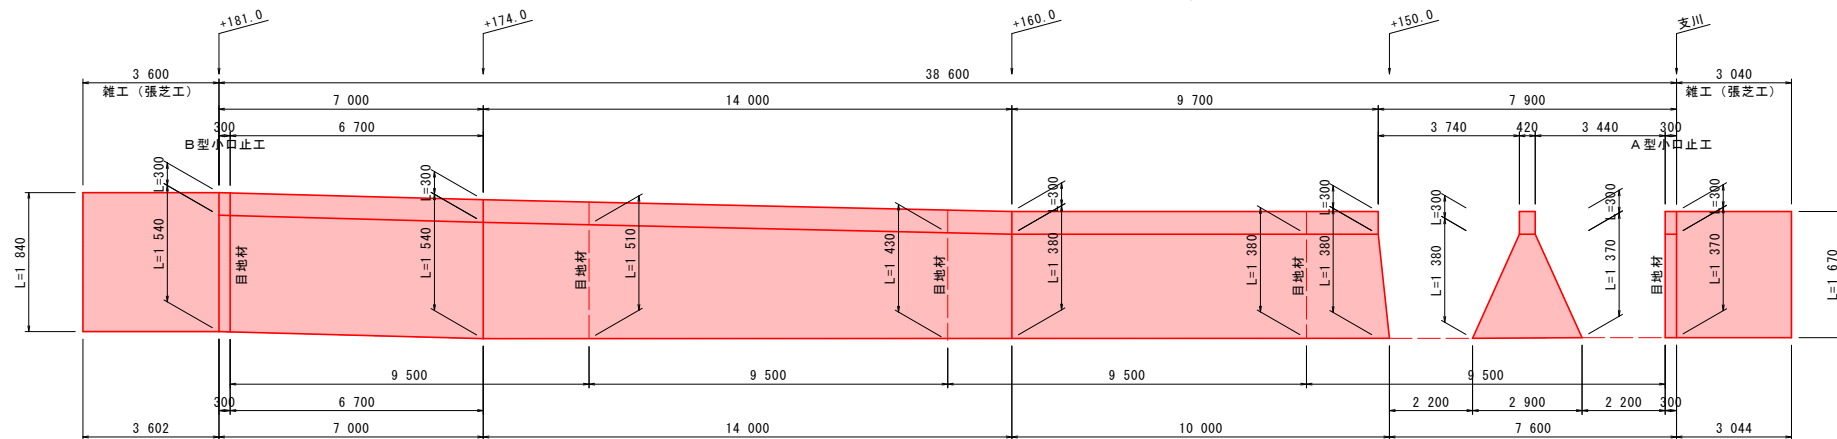 +181.0
+174.0
+160.0
+150.0
支川
3 600
38 600
3 040
雑工（張芝工）
雑工（張芝工）
7 000
14 000
9 700
7 900
300
6 700
3 740
420
3 440
300
B型小口止工
A型小口止工
L=300
L=300
L=300
L=300
L=300
L=300
L=300
L=1 840
L=1 540
目地材
L=1 540
目地材
L=1 510
L=1 430
目地材
L=1 380
L=1 380
目地材
L=1 380
L=1 380
L=1 370
目地材
L=1 370
L=1 670
9 500
9 500
9 500
9 500
300
6 700
2 200
2 900
2 200
300
3 602
7 000
14 000
10 000
7 600
3 044